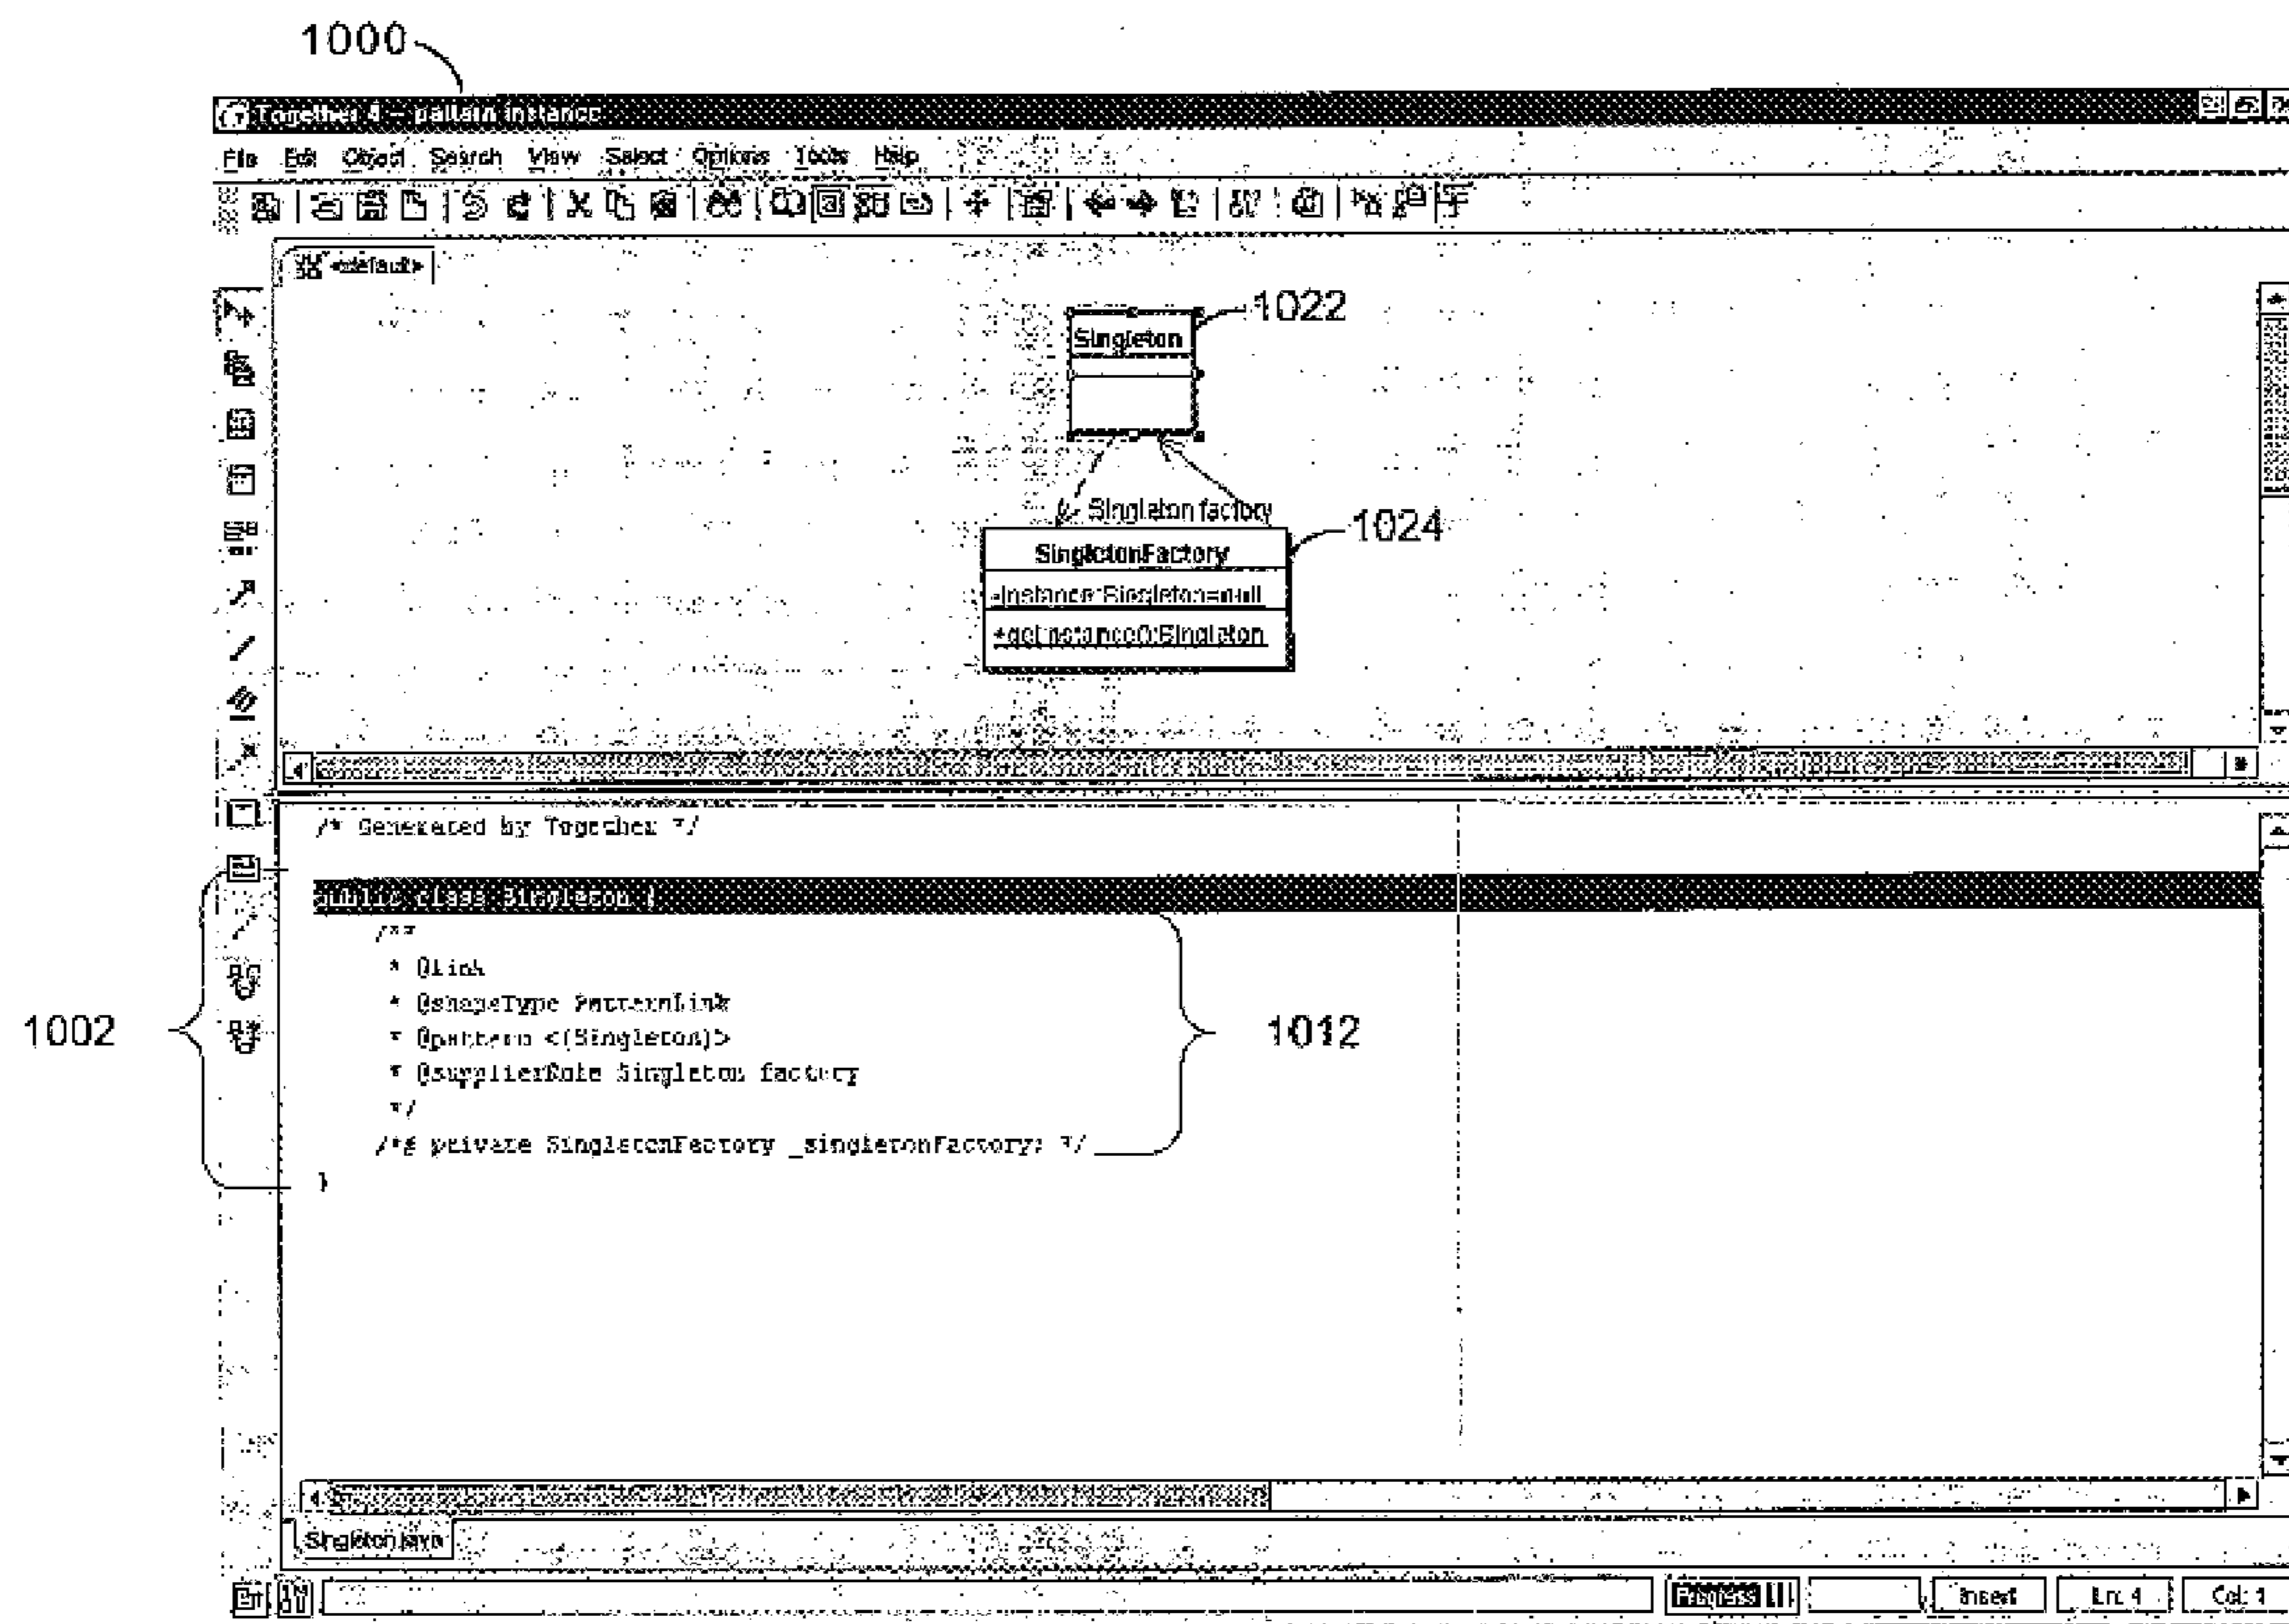 1000
Together 4 – pattern instance
File Edit Object Search View Select Options Tools Help
<default>
1022
Singleton
Singleton factory
1024
SingletonFactory
-instance:Singleton=null
+getInstance():Singleton
/* Generated by Together */
public class Singleton {
/**
* @link
* @shapeType PatternLink
* @pattern <{Singleton}>
1002
1012
* @supplierRole Singleton factory
*/
/*# private SingletonFactory _singletonFactory; */
}
Singleton.java
Progress Insert Ln: 4 Col: 1